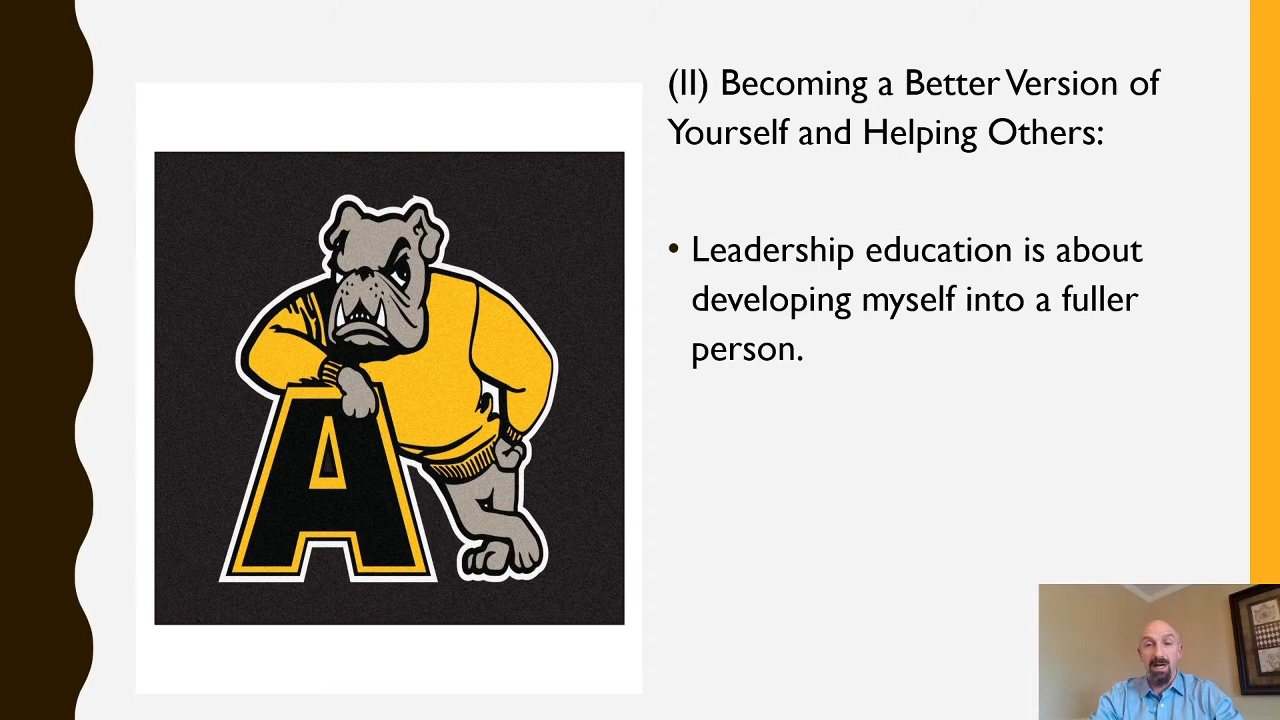 (II) Becoming a Better Version of
Yourself and Helping Others:
• Leadership education is about
developing myself into a fuller
person.
A